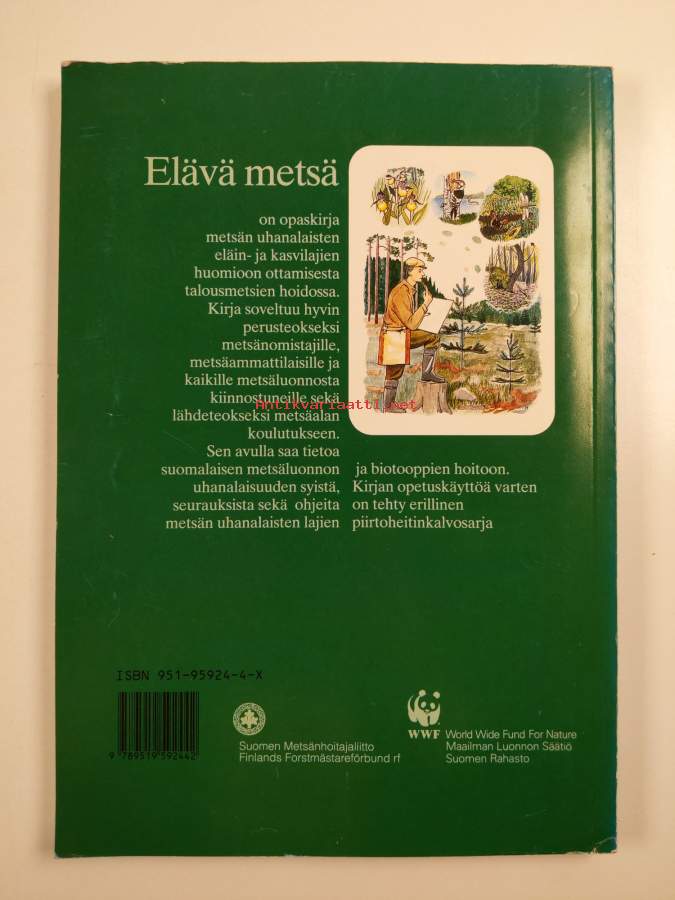 Elävä metsä
on opaskirja
metsän uhanalaisten
eläin- ja kasvilajien
huomioon ottamisesta
talousmetsien hoidossa.
Kirja soveltuu hyvin
perusteokseksi
metsänomistajille,
metsäammattilaisille ja
kaikille metsäluonnosta
kiinnostuneille sekä
lähdeteokseksi metsäalan
koulutukseen.
Sen avulla saa tietoa
suomalaisen metsäluonnon
uhanalaisuuden syistä,
seurauksista sekä ohjeita
metsän uhanalaisten lajien
ja biotooppien hoitoon.
Kirjan opetuskäyttöä varten
on tehty erillinen
piirtoheitinkalvosarja
Antikvariaatti.net
ISBN 951-95924-4-X
9 789519 592442
Suomen Metsänhoitajaliitto
Finlands Forstmästareförbund rf
WWF
World Wide Fund For Nature
Maailman Luonnon Säätiö
Suomen Rahasto